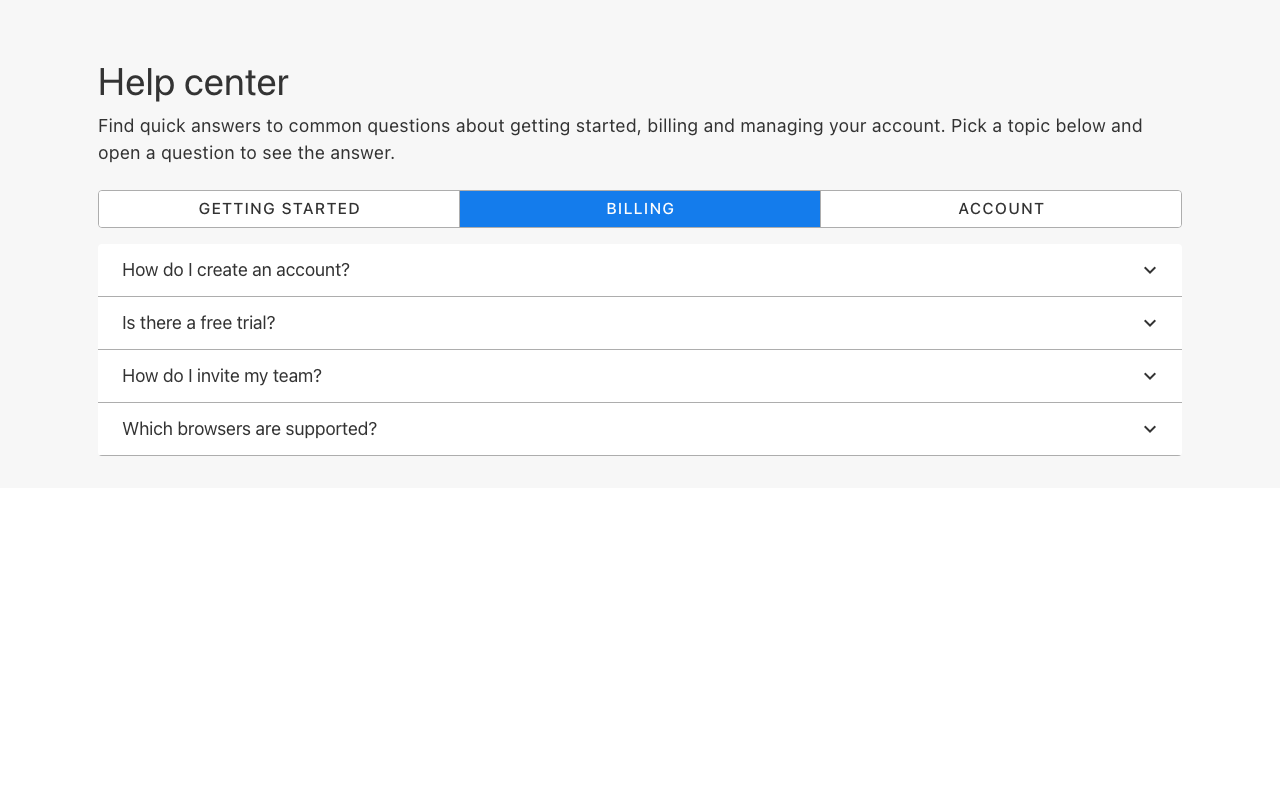 Help center
Find quick answers to common questions about getting started, billing and managing your account. Pick a topic below and
open a question to see the answer.
GETTING STARTED
BILLING
ACCOUNT
How do I create an account?
Is there a free trial?
How do I invite my team?
Which browsers are supported?